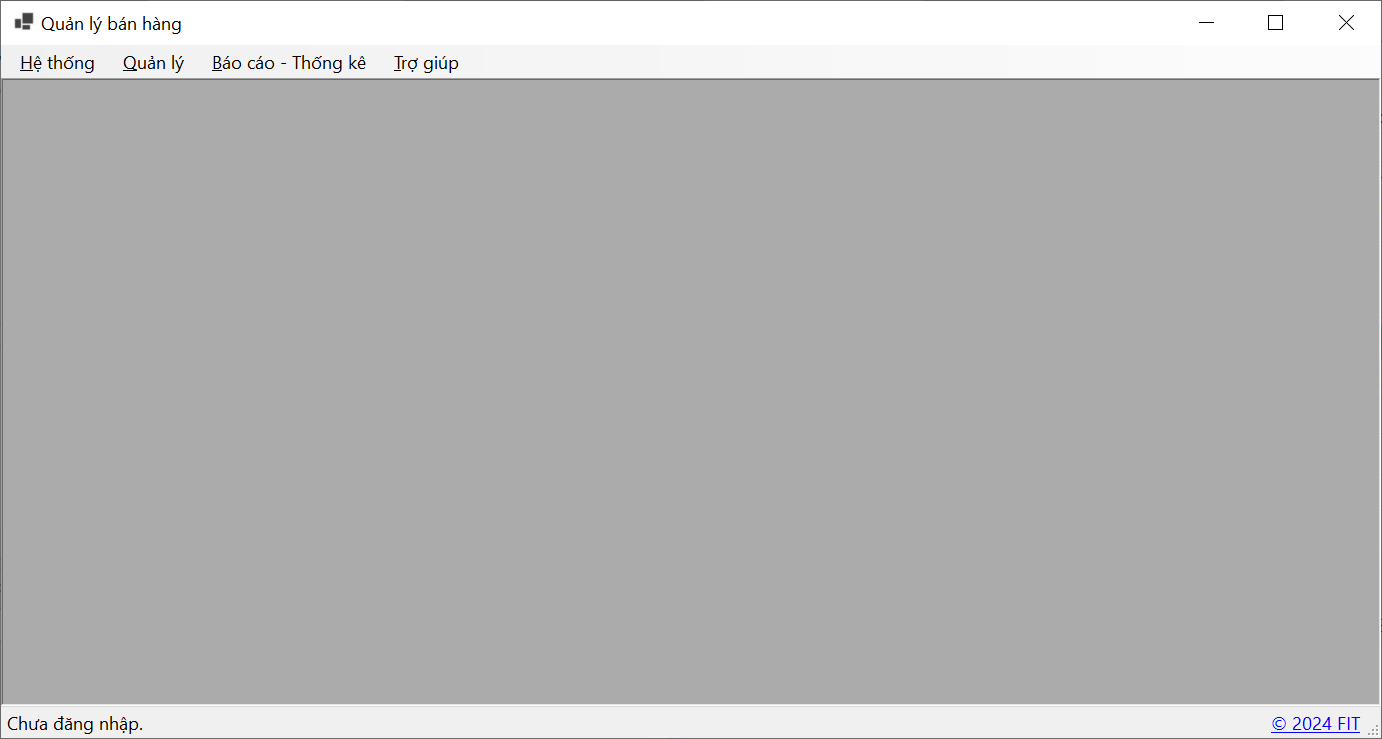 Quản lý bán hàng
Hệ thống Quản lý Báo cáo - Thống kê Trợ giúp
Chưa đăng nhập. © 2024 FIT